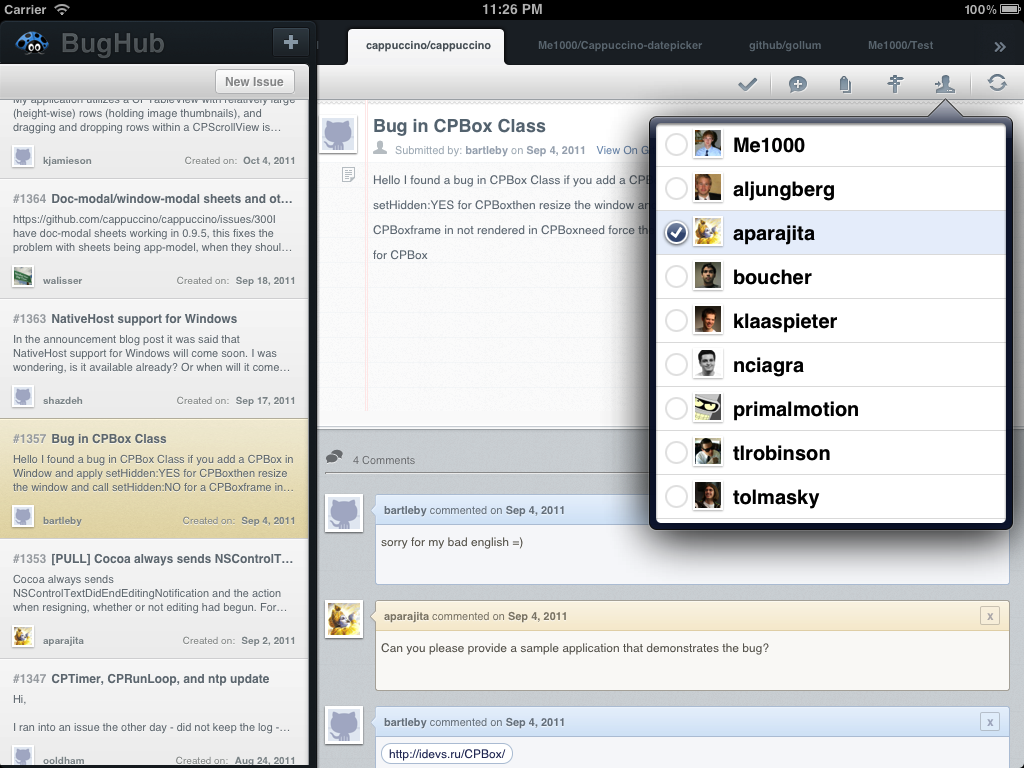 Carrier
11:26 PM
100%
BugHub
+
cappuccino/cappuccino
Me1000/Cappuccino-datepicker
github/gollum
Me1000/Test
»
New Issue
My application utilizes a CPTableView with relatively large
(height-wise) rows (holding image thumbnails), and
dragging and dropping rows within a CPScrollView is…
kjamieson
Created on: Oct 4, 2011
#1364 Doc-modal/window-modal sheets and ot…
https://github.com/cappuccino/cappuccino/issues/300I
have doc-modal sheets working in 0.9.5, this fixes the
problem with sheets being app-model, when they shoul…
walisser
Created on: Sep 18, 2011
#1363 NativeHost support for Windows
In the announcement blog post it was said that
NativeHost support for Windows will come soon. I was
wondering, is it available already? Or when will it come…
shazdeh
Created on: Sep 17, 2011
#1357 Bug in CPBox Class
Hello I found a bug in CPBox Class if you add a CPBox in
Window and apply setHidden:YES for CPBoxthen resize
the window and call setHidden:NO for a CPBoxframe in…
bartleby
Created on: Sep 4, 2011
#1353 [PULL] Cocoa always sends NSControlT…
Cocoa always sends
NSControlTextDidEndEditingNotification and the action
when resigning, whether or not editing had begun. For…
aparajita
Created on: Sep 2, 2011
#1347 CPTimer, CPRunLoop, and ntp update
Hi,
I ran into an issue the other day - did not keep the log -…
ooldham
Created on: Aug 24, 2011
Bug in CPBox Class
Submitted by: bartleby on Sep 4, 2011 View On G
Hello I found a bug in CPBox Class if you add a CPB
setHidden:YES for CPBoxthen resize the window an
CPBoxframe in not rendered in CPBoxneed force th
for CPBox
Me1000
aljungberg
aparajita
boucher
klaaspieter
nciagra
primalmotion
tlrobinson
tolmasky
4 Comments
bartleby commented on Sep 4, 2011
sorry for my bad english =)
aparajita commented on Sep 4, 2011
x
Can you please provide a sample application that demonstrates the bug?
bartleby commented on Sep 4, 2011
x
http://idevs.ru/CPBox/